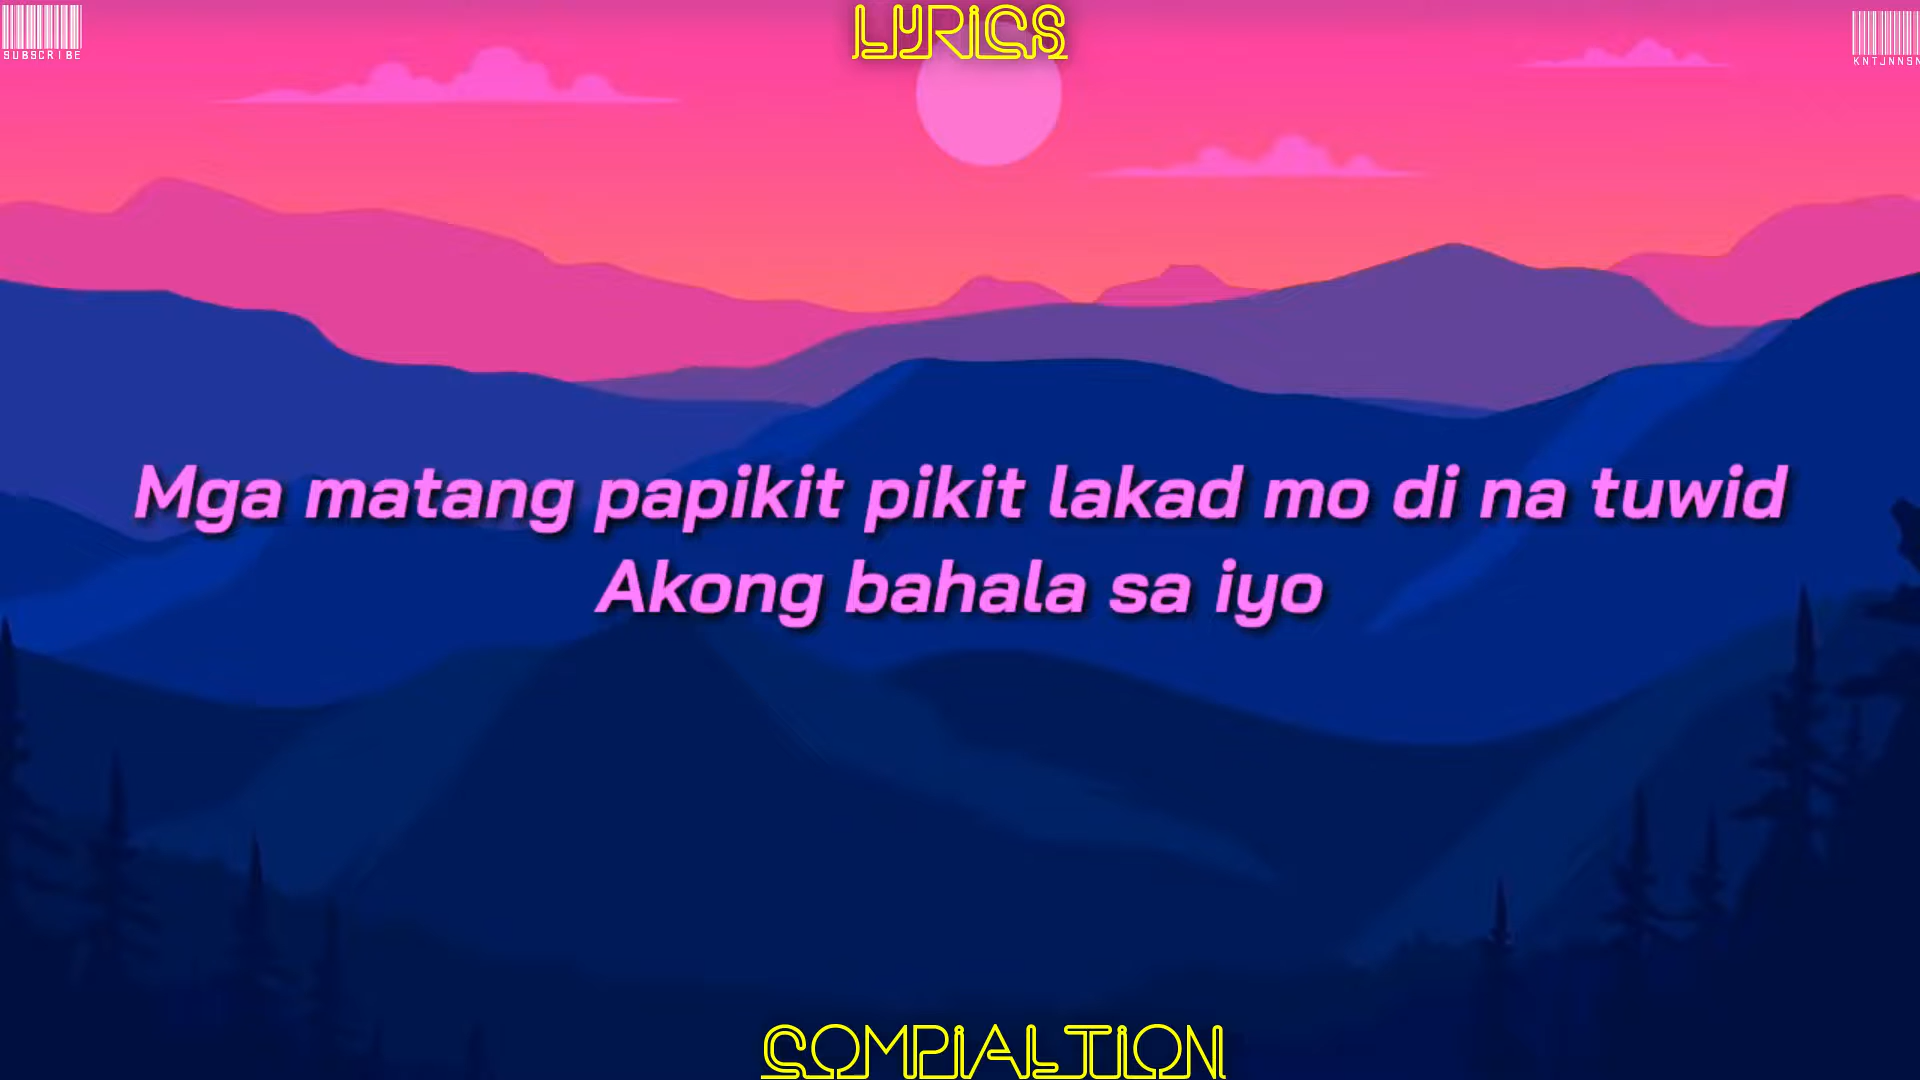 SUBSCRIBE
LYRICS
KNTJNNSN
Mga matang papikit pikit lakad mo di na tuwid
Akong bahala sa iyo
COMPIALTION